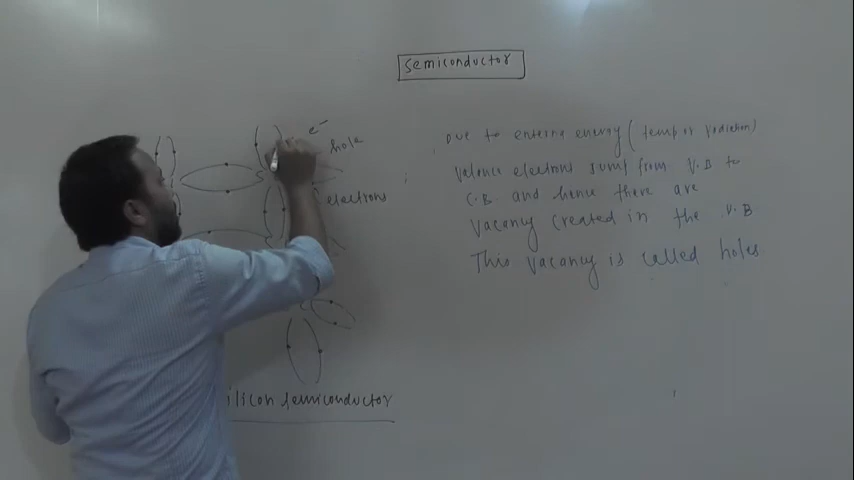 Semiconductor
e⁻
hole
electrons
Due to entering energy ( temp or radiation)
valence electrons jump from V.B to
C.B. and hence there are
vacancy created in the V.B
This vacancy is called holes
ilicon semiconductor